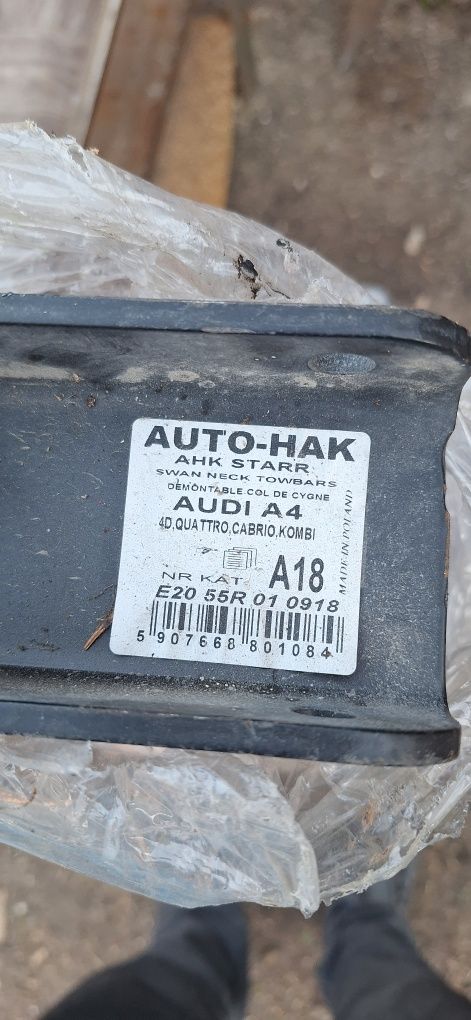 AUTO-HAK
AHK STARR
SWAN NECK TOWBARS
DEMONTABLE.COL DE CYGNE
AUDI A4
4D,QUATTRO,CABRIO,KOMBI
NR KAT. A18
E20 55R 01 0918
5 907668 801084
MADE IN POLAND